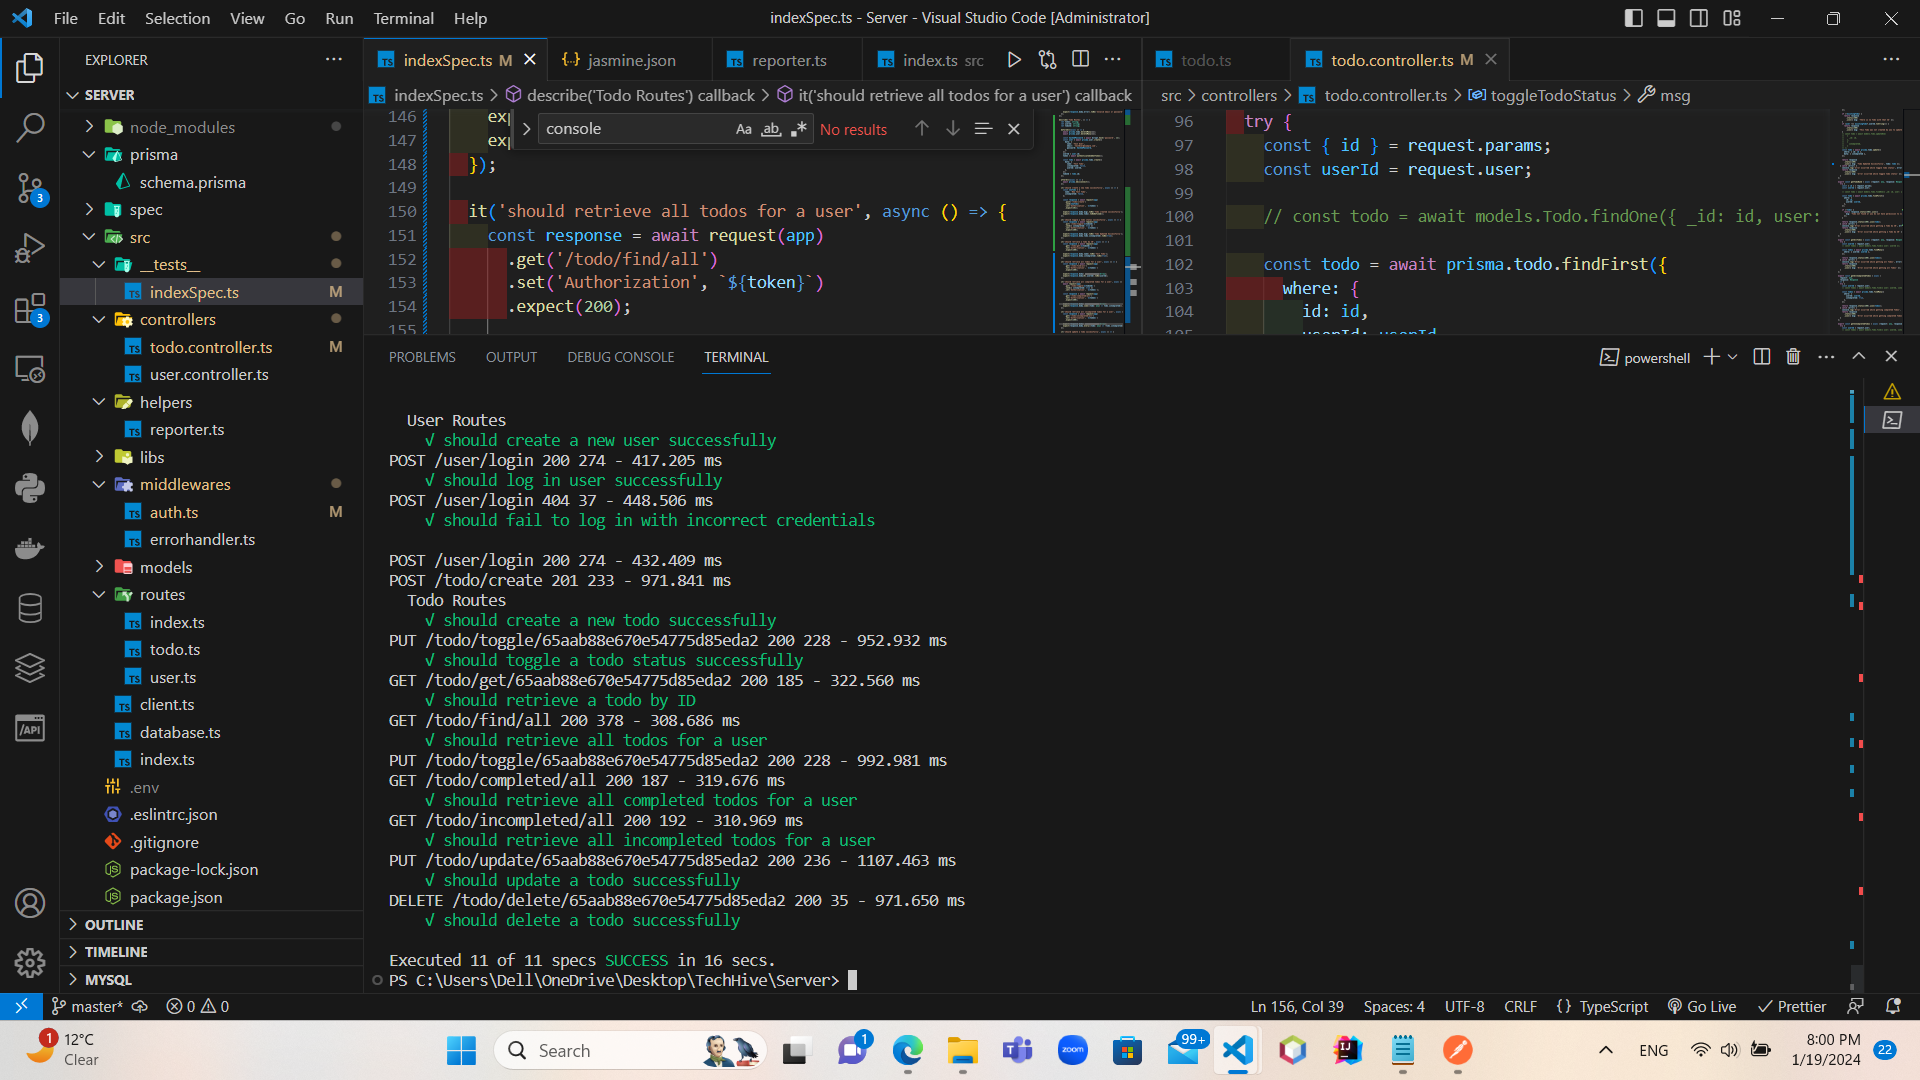 File Edit Selection View Go Run Terminal Help
indexSpec.ts - Server - Visual Studio Code [Administrator]
EXPLORER
SERVER
node_modules
prisma
schema.prisma
spec
src
__tests__
indexSpec.ts M
controllers
todo.controller.ts M
user.controller.ts
helpers
reporter.ts
libs
middlewares
auth.ts M
errorhandler.ts
models
routes
index.ts
todo.ts
user.ts
client.ts
database.ts
index.ts
.env
.eslintrc.json
.gitignore
package-lock.json
package.json
OUTLINE
TIMELINE
MYSQL
3
3
indexSpec.ts M
jasmine.json
reporter.ts
index.ts src
indexSpec.ts > describe('Todo Routes') callback > it('should retrieve all todos for a user') callback
console
Aa ab
No results
146 exp
147 exp
148 });
149
150 it('should retrieve all todos for a user', async () => {
151 const response = await request(app)
152 .get('/todo/find/all')
153 .set('Authorization', `${token}`)
154 .expect(200);
155
todo.ts
todo.controller.ts M
src > controllers > todo.controller.ts > toggleTodoStatus > msg
96 try {
97 const { id } = request.params;
98 const userId = request.user;
99
100 // const todo = await models.Todo.findOne({ _id: id, user:
101
102 const todo = await prisma.todo.findFirst({
103 where: {
104 id: id,
105 userId: userId
PROBLEMS OUTPUT DEBUG CONSOLE TERMINAL
powershell
User Routes
√ should create a new user successfully
POST /user/login 200 274 - 417.205 ms
√ should log in user successfully
POST /user/login 404 37 - 448.506 ms
√ should fail to log in with incorrect credentials
POST /user/login 200 274 - 432.409 ms
POST /todo/create 201 233 - 971.841 ms
Todo Routes
√ should create a new todo successfully
PUT /todo/toggle/65aab88e670e54775d85eda2 200 228 - 952.932 ms
√ should toggle a todo status successfully
GET /todo/get/65aab88e670e54775d85eda2 200 185 - 322.560 ms
√ should retrieve a todo by ID
GET /todo/find/all 200 378 - 308.686 ms
√ should retrieve all todos for a user
PUT /todo/toggle/65aab88e670e54775d85eda2 200 228 - 992.981 ms
GET /todo/completed/all 200 187 - 319.676 ms
√ should retrieve all completed todos for a user
GET /todo/incompleted/all 200 192 - 310.969 ms
√ should retrieve all incompleted todos for a user
PUT /todo/update/65aab88e670e54775d85eda2 200 236 - 1107.463 ms
√ should update a todo successfully
DELETE /todo/delete/65aab88e670e54775d85eda2 200 35 - 971.650 ms
√ should delete a todo successfully
Executed 11 of 11 specs SUCCESS in 16 secs.
PS C:\Users\Dell\OneDrive\Desktop\TechHive\Server>
master* 0 0
Ln 156, Col 39 Spaces: 4 UTF-8 CRLF {} TypeScript Go Live Prettier
1
12°C
Clear
Search
1
zoom
99+
ENG
8:00 PM
1/19/2024
22